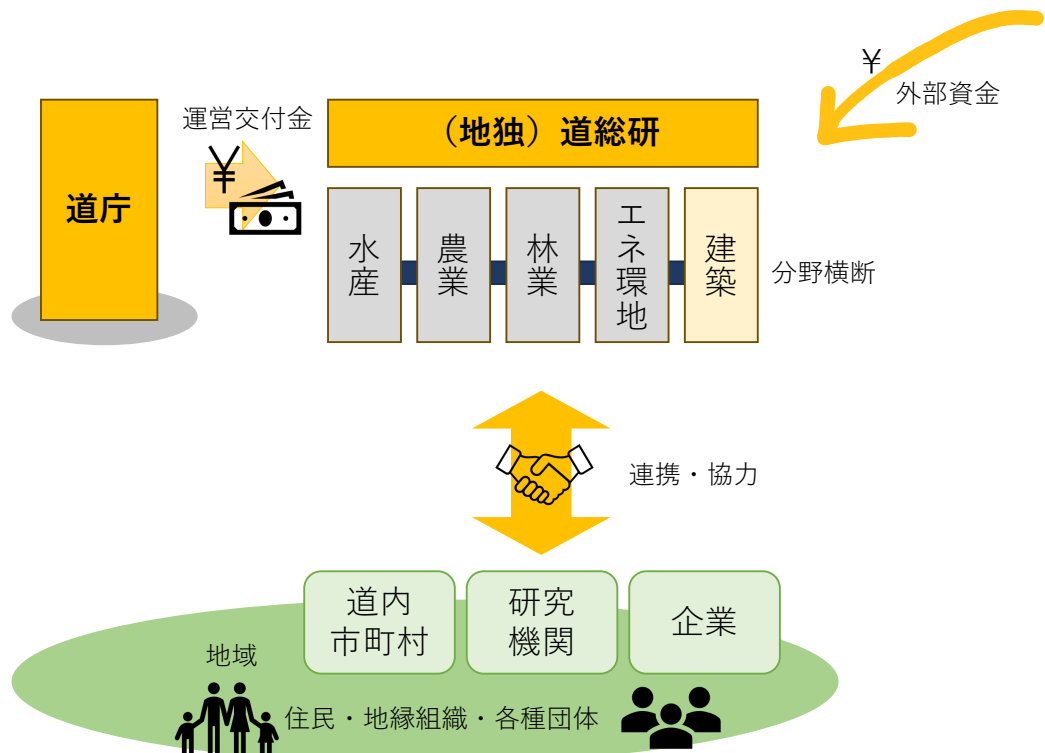 ¥
外部資金
運営交付金
¥
(地独)道総研
道庁
水産
農業
林業
エネ環地
建築
分野横断
連携・協力
道内
市町村
研究
機関
企業
地域
住民・地縁組織・各種団体